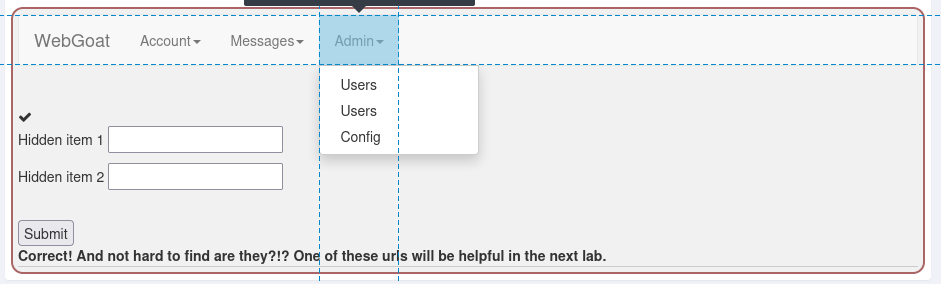 WebGoat Account Messages Admin
Users
Users
Config
Hidden item 1
Hidden item 2
Submit
Correct! And not hard to find are they?!? One of these urls will be helpful in the next lab.